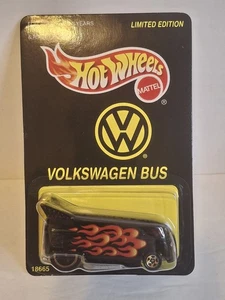 LIMITED EDITION
Hot Wheels
MATTEL
VW
®
VOLKSWAGEN BUS
18665